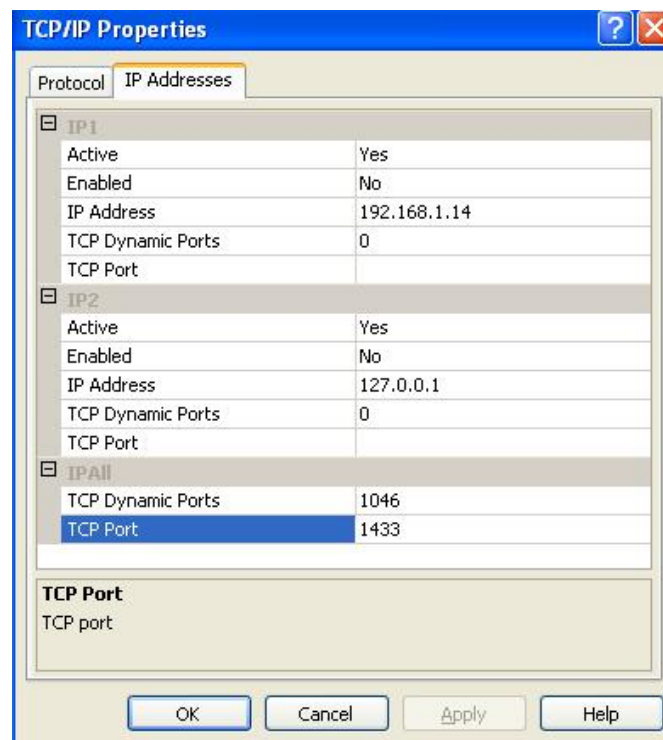 TCP/IP Properties
Protocol IP Addresses
IP1
Active Yes
Enabled No
IP Address 192.168.1.14
TCP Dynamic Ports 0
TCP Port
IP2
Active Yes
Enabled No
IP Address 127.0.0.1
TCP Dynamic Ports 0
TCP Port
IPAll
TCP Dynamic Ports 1046
TCP Port 1433
TCP Port
TCP port
OK Cancel Apply Help